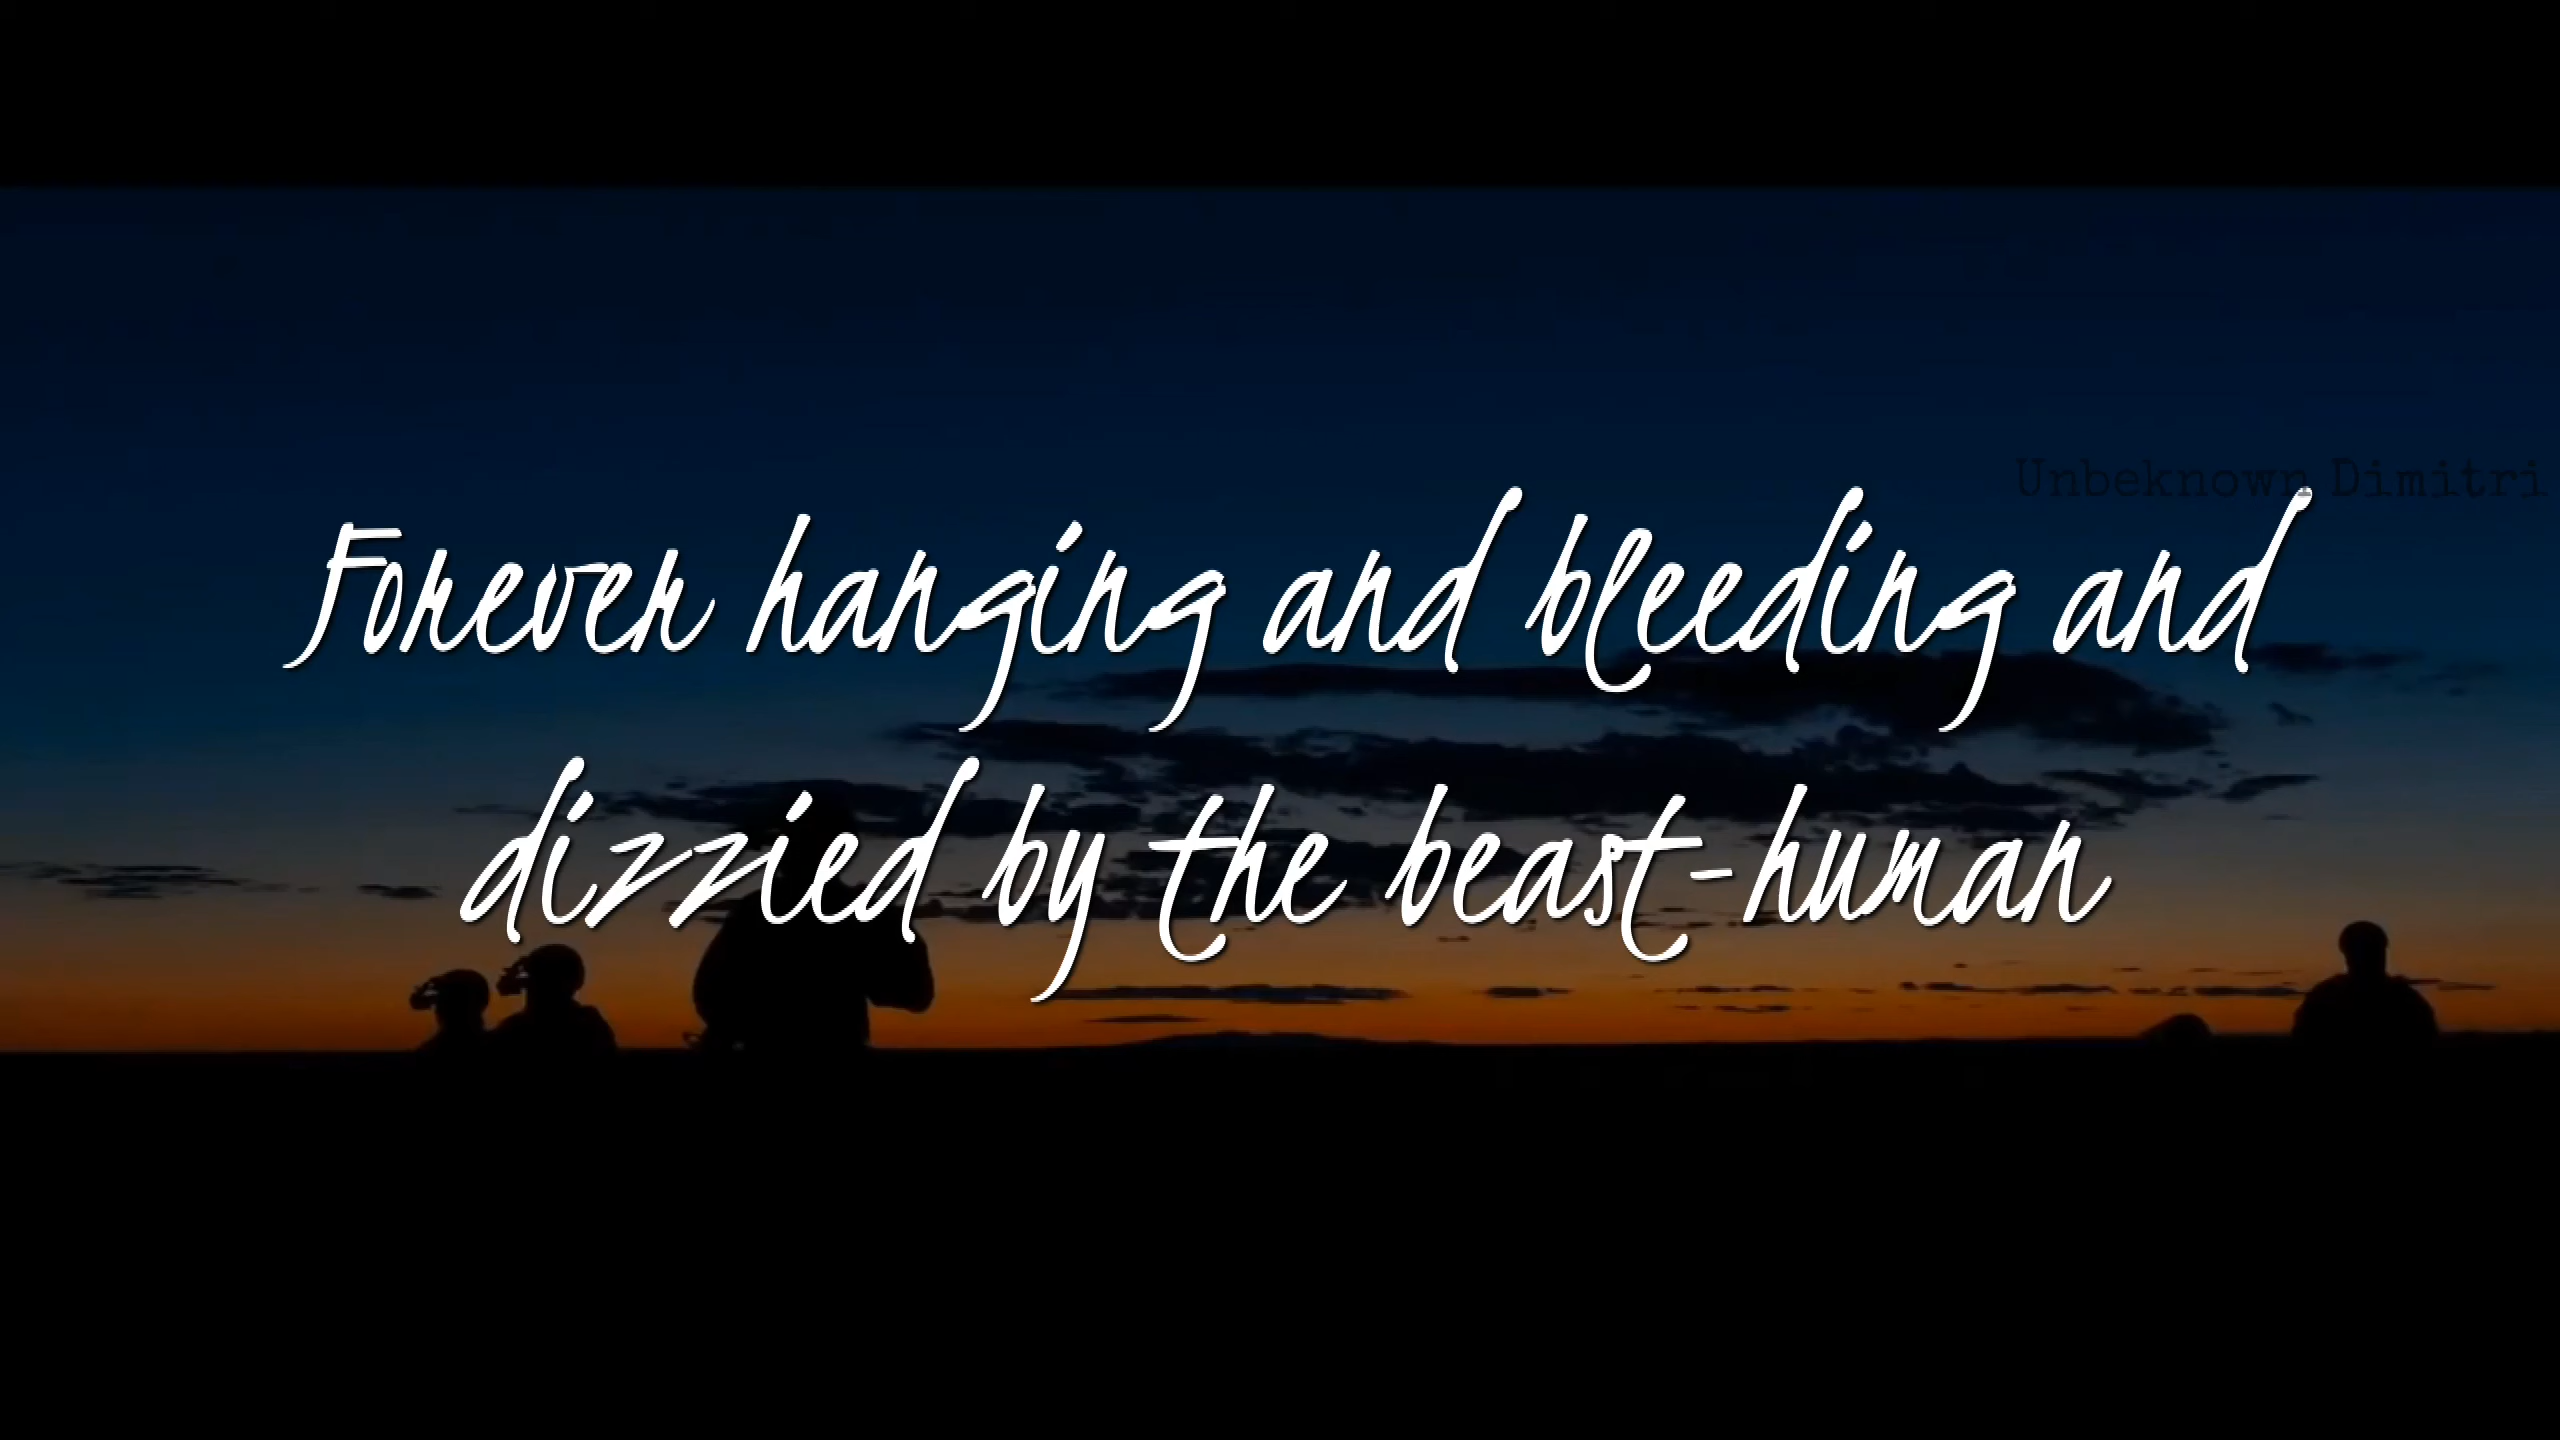 Unbeknown Dimitri
Forever hanging and bleeding and
dizzied by the beast-human